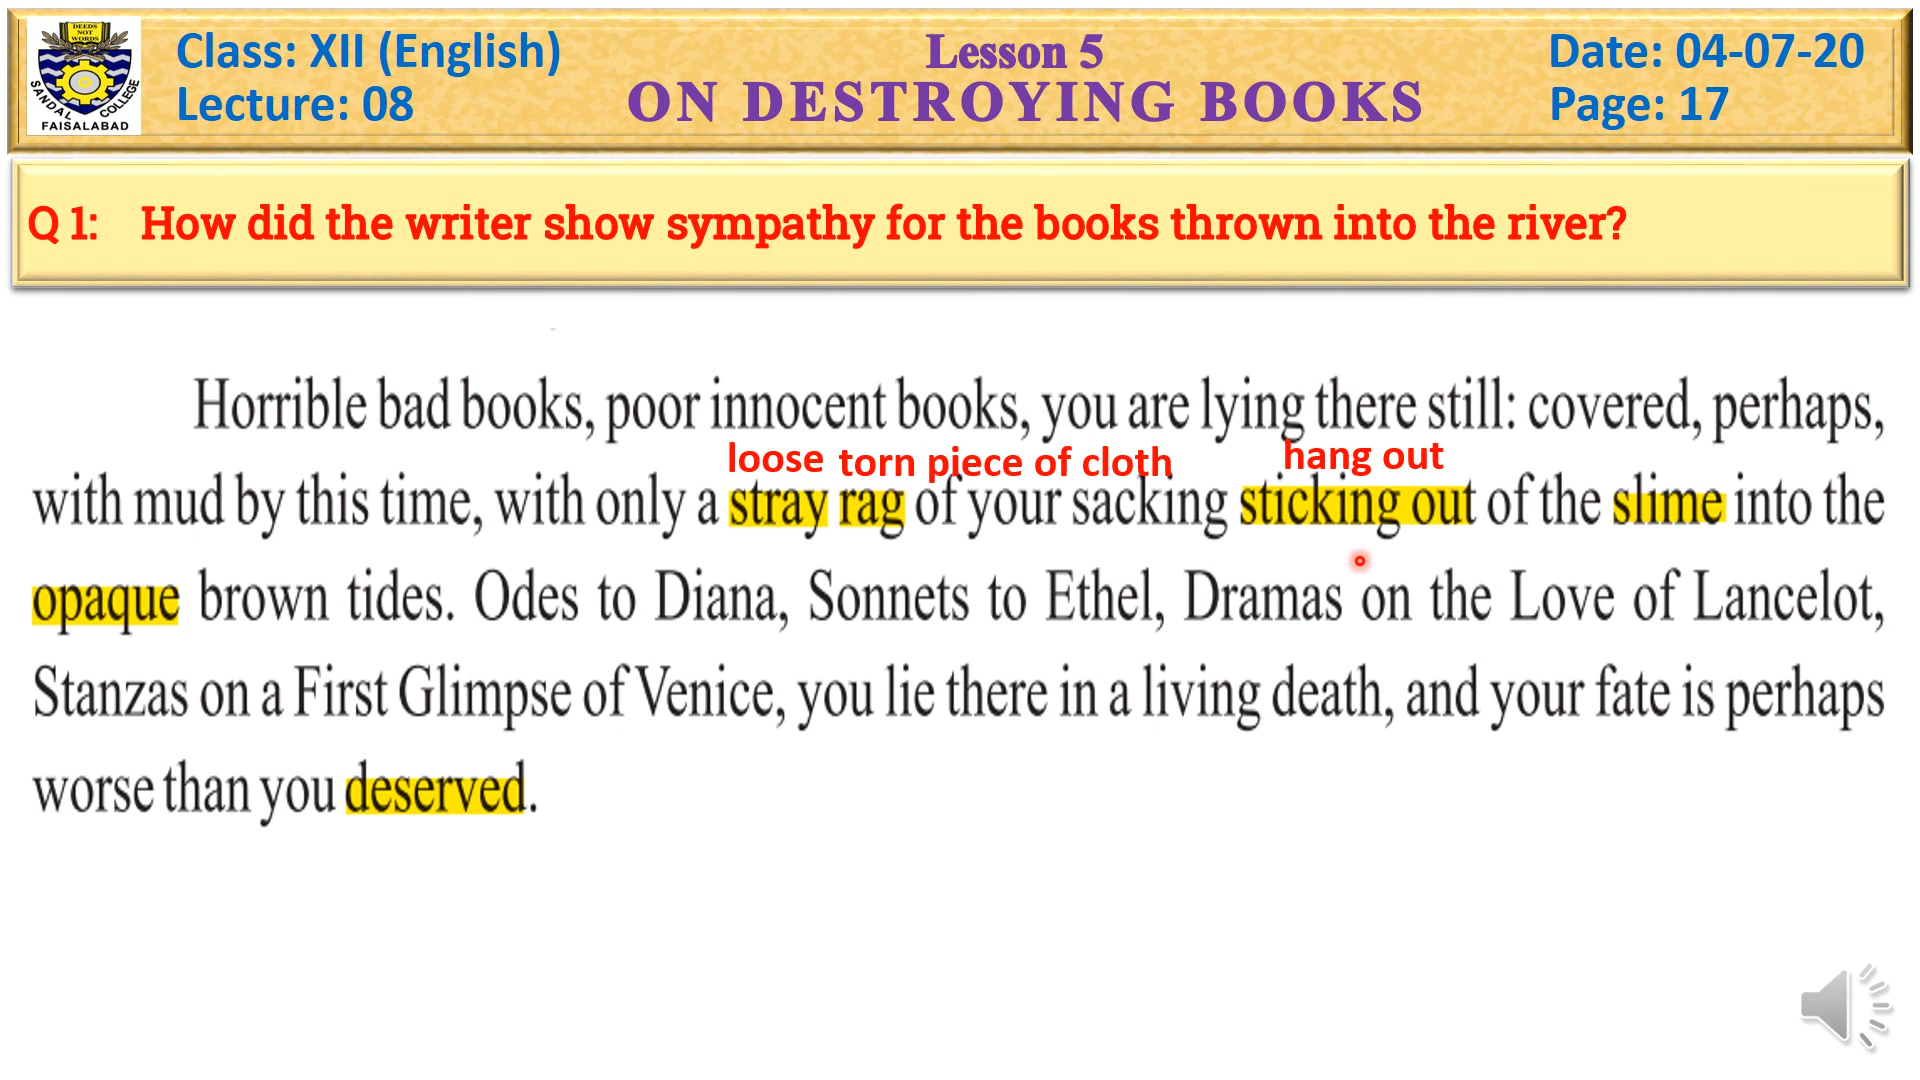 DEEDS
NOT
WORDS
SANDAL COLLEGE
FAISALABAD
Class: XII (English)
Lecture: 08
Lesson 5
ON DESTROYING BOOKS
Date: 04-07-20
Page: 17
Q 1: How did the writer show sympathy for the books thrown into the river?
Horrible bad books, poor innocent books, you are lying there still: covered, perhaps,
loose torn piece of cloth hang out
with mud by this time, with only a stray rag of your sacking sticking out of the slime into the
opaque brown tides. Odes to Diana, Sonnets to Ethel, Dramas on the Love of Lancelot,
Stanzas on a First Glimpse of Venice, you lie there in a living death, and your fate is perhaps
worse than you deserved.